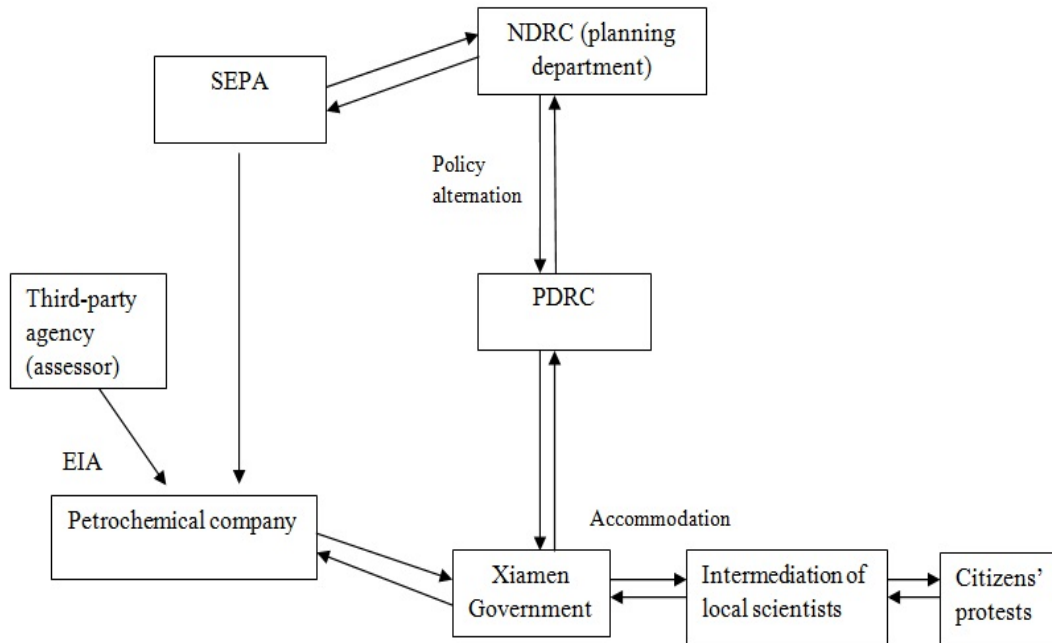 NDRC (planning
department)
SEPA
Policy
alternation
Third-party
agency
(assessor)
PDRC
EIA
Petrochemical company
Accommodation
Xiamen
Government
Intermediation of
local scientists
Citizens’
protests